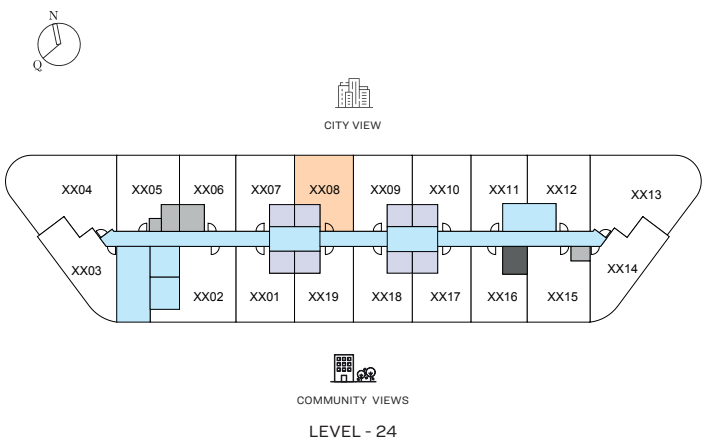 N
Q
CITY VIEW
XX04 XX05 XX06 XX07 XX08 XX09 XX10 XX11 XX12 XX13
XX03 XX14
XX02 XX01 XX19 XX18 XX17 XX16 XX15
COMMUNITY VIEWS
LEVEL - 24